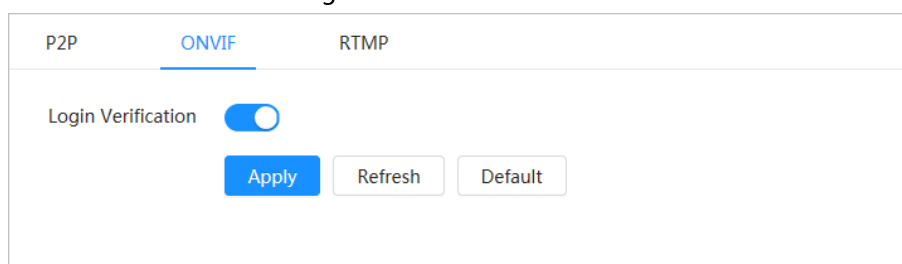 P2P ONVIF RTMP
Login Verification
Apply Refresh Default